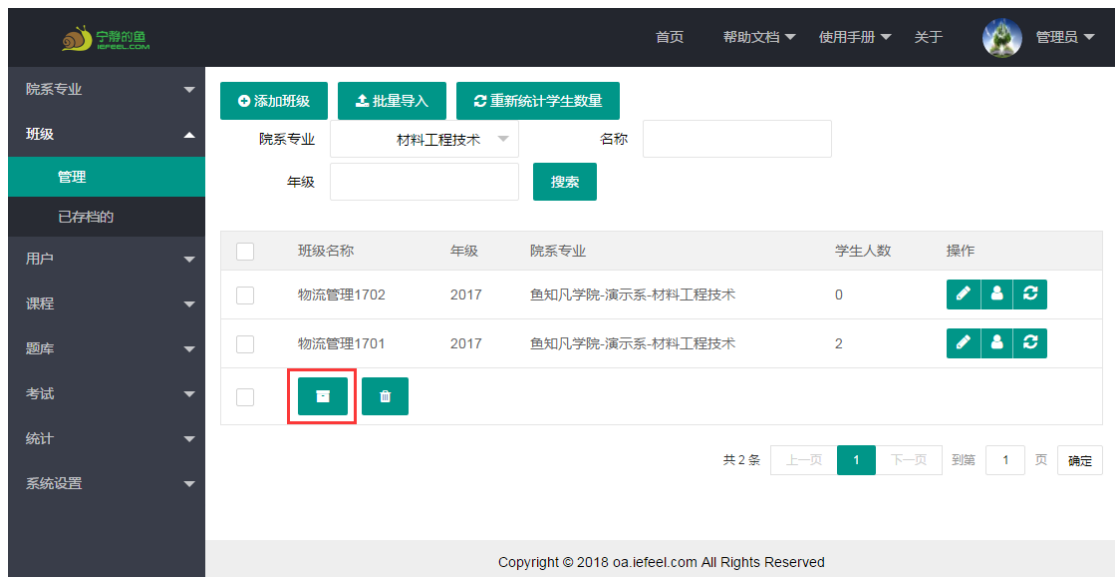 宁静的鱼
IEFEEL.COM
首页 帮助文档 使用手册 关于 管理员
院系专业
班级
管理
已存档的
用户
课程
题库
考试
统计
系统设置
添加班级 批量导入 重新统计学生数量
院系专业 材料工程技术 名称
年级 搜索
班级名称 年级 院系专业 学生人数 操作
物流管理1702 2017 鱼知凡学院-演示系-材料工程技术 0
物流管理1701 2017 鱼知凡学院-演示系-材料工程技术 2
共 2 条 上一页 1 下一页 到第 1 页 确定
Copyright © 2018 oa.iefeel.com All Rights Reserved